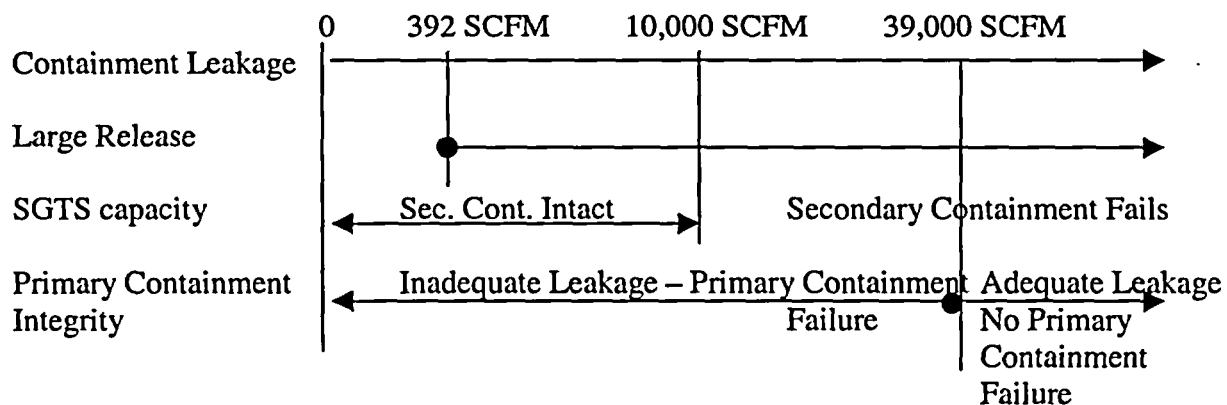 0 392 SCFM 10,000 SCFM 39,000 SCFM
Containment Leakage
Large Release
SGTS capacity Sec. Cont. Intact Secondary Containment Fails
Primary Containment Inadequate Leakage – Primary Containment Adequate Leakage
Integrity Failure No Primary
Containment
Failure